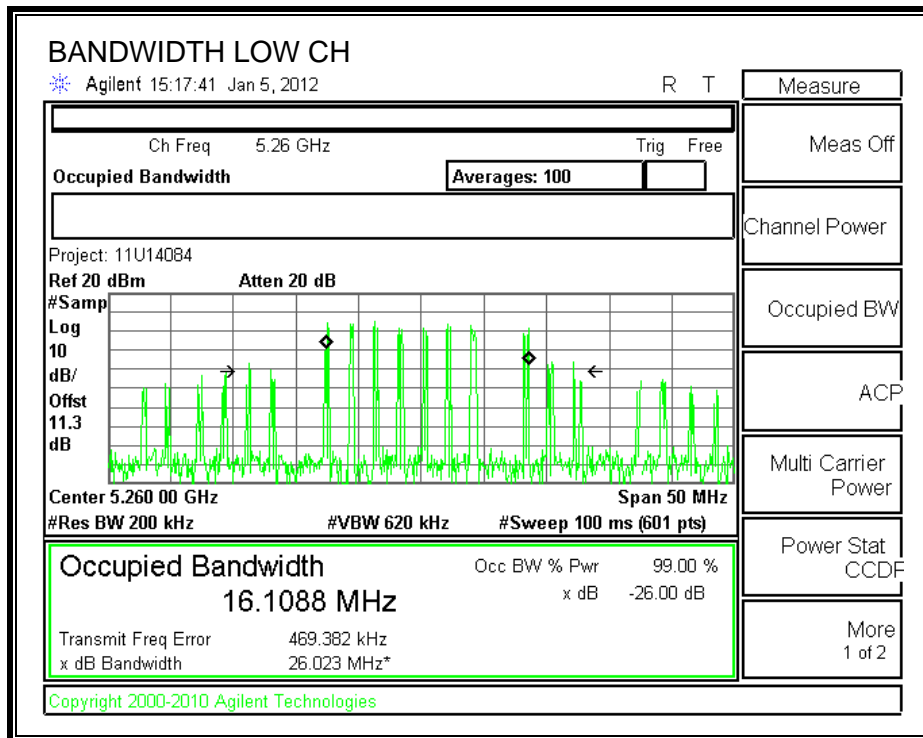 BANDWIDTH LOW CH
Agilent 15:17:41 Jan 5, 2012 R T
Measure
Ch Freq 5.26 GHz Trig Free
Meas Off
Occupied Bandwidth Averages: 100
Channel Power
Project: 11U14084
Ref 20 dBm Atten 20 dB
#Samp
Log
10
dB/
Offst
11.3
dB
Occupied BW
ACP
Multi Carrier
Power
Center 5.260 00 GHz Span 50 MHz
#Res BW 200 kHz #VBW 620 kHz #Sweep 100 ms (601 pts)
Power Stat
CCDF
Occupied Bandwidth Occ BW % Pwr 99.00 %
16.1088 MHz x dB -26.00 dB
Transmit Freq Error 469.382 kHz
x dB Bandwidth 26.023 MHz*
More
1 of 2
Copyright 2000-2010 Agilent Technologies